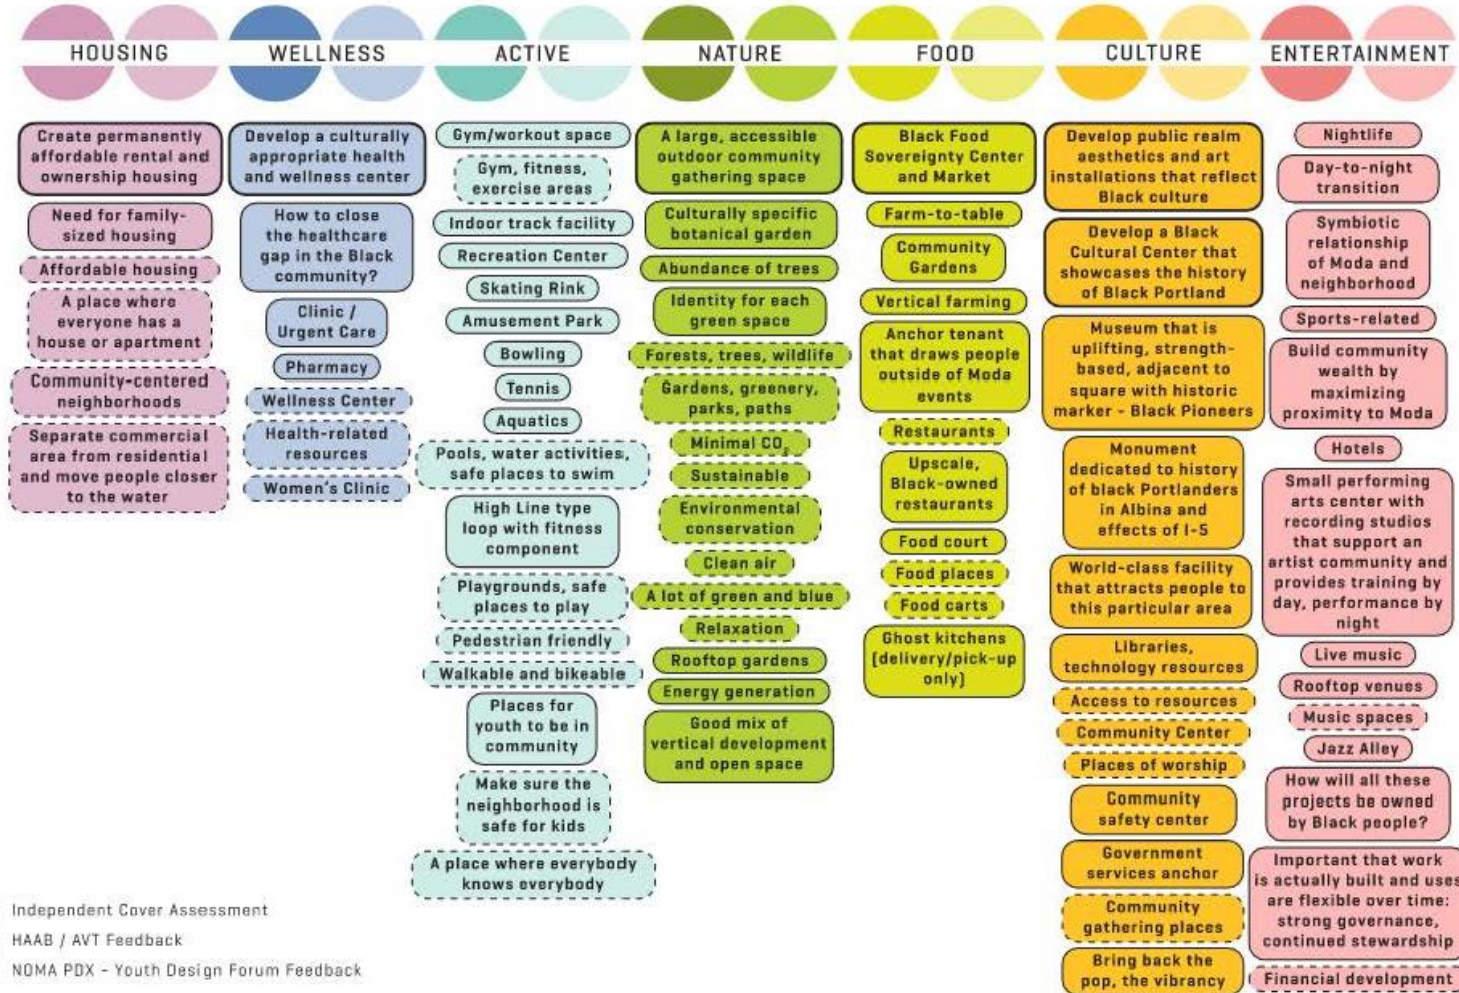 HOUSING
WELLNESS
ACTIVE
NATURE
FOOD
CULTURE
ENTERTAINMENT
Create permanently
affordable rental and
ownership housing
Need for family-
sized housing
Affordable housing
A place where
everyone has a
house or apartment
Community-centered
neighborhoods
Separate commercial
area from residential
and move people closer
to the water
Develop a culturally
appropriate health
and wellness center
How to close
the healthcare
gap in the Black
community?
Clinic /
Urgent Care
Pharmacy
Wellness Center
Health-related
resources
Women's Clinic
Gym/workout space
Gym, fitness,
exercise areas
Indoor track facility
Recreation Center
Skating Rink
Amusement Park
Bowling
Tennis
Aquatics
Pools, water activities,
safe places to swim
High Line type
loop with fitness
component
Playgrounds, safe
places to play
Pedestrian friendly
Walkable and bikeable
Places for
youth to be in
community
Make sure the
neighborhood is
safe for kids
A place where everybody
knows everybody
A large, accessible
outdoor community
gathering space
Culturally specific
botanical garden
Abundance of trees
Identity for each
green space
Forests, trees, wildlife
Gardens, greenery,
parks, paths
Minimal CO₂
Sustainable
Environmental
conservation
Clean air
A lot of green and blue
Relaxation
Rooftop gardens
Energy generation
Good mix of
vertical development
and open space
Black Food
Sovereignty Center
and Market
Farm-to-table
Community
Gardens
Vertical farming
Anchor tenant
that draws people
outside of Moda
events
Restaurants
Upscale,
Black-owned
restaurants
Food court
Food places
Food carts
Ghost kitchens
(delivery/pick-up
only)
Develop public realm
aesthetics and art
installations that reflect
Black culture
Develop a Black
Cultural Center that
showcases the history
of Black Portland
Museum that is
uplifting, strength-
based, adjacent to
square with historic
marker - Black Pioneers
Monument
dedicated to history
of black Portlanders
in Albina and
effects of I-5
World-class facility
that attracts people to
this particular area
Libraries,
technology resources
Access to resources
Community Center
Places of worship
Community
safety center
Government
services anchor
Community
gathering places
Bring back the
pop, the vibrancy
Nightlife
Day-to-night
transition
Symbiotic
relationship
of Moda and
neighborhood
Sports-related
Build community
wealth by
maximizing
proximity to Moda
Hotels
Small performing
arts center with
recording studios
that support an
artist community and
provides training by
day, performance by
night
Live music
Rooftop venues
Music spaces
Jazz Alley
How will all these
projects be owned
by Black people?
Important that work
is actually built and uses
are flexible over time:
strong governance,
continued stewardship
Financial development
Independent Cover Assessment
HAAB / AVT Feedback
NOMA PDX - Youth Design Forum Feedback